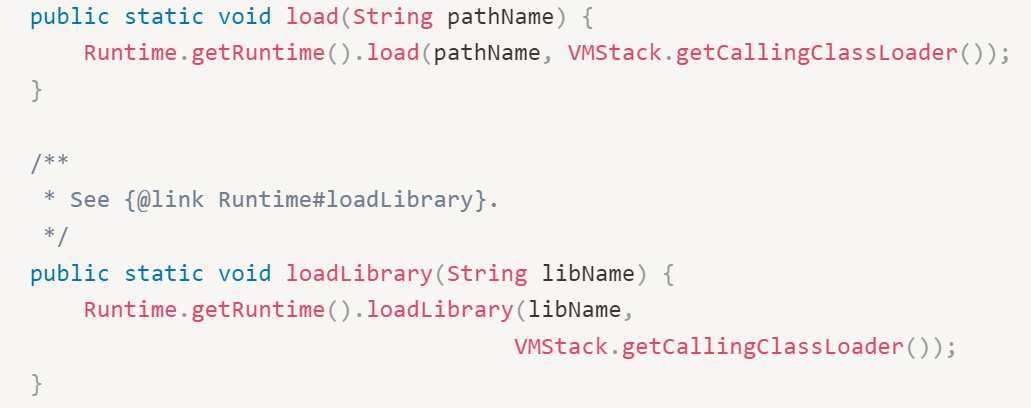 public static void load(String pathName) {
    Runtime.getRuntime().load(pathName, VMStack.getCallingClassLoader());
}

/**
 * See {@link Runtime#loadLibrary}.
 */
public static void loadLibrary(String libName) {
    Runtime.getRuntime().loadLibrary(libName,
                                    VMStack.getCallingClassLoader());
}